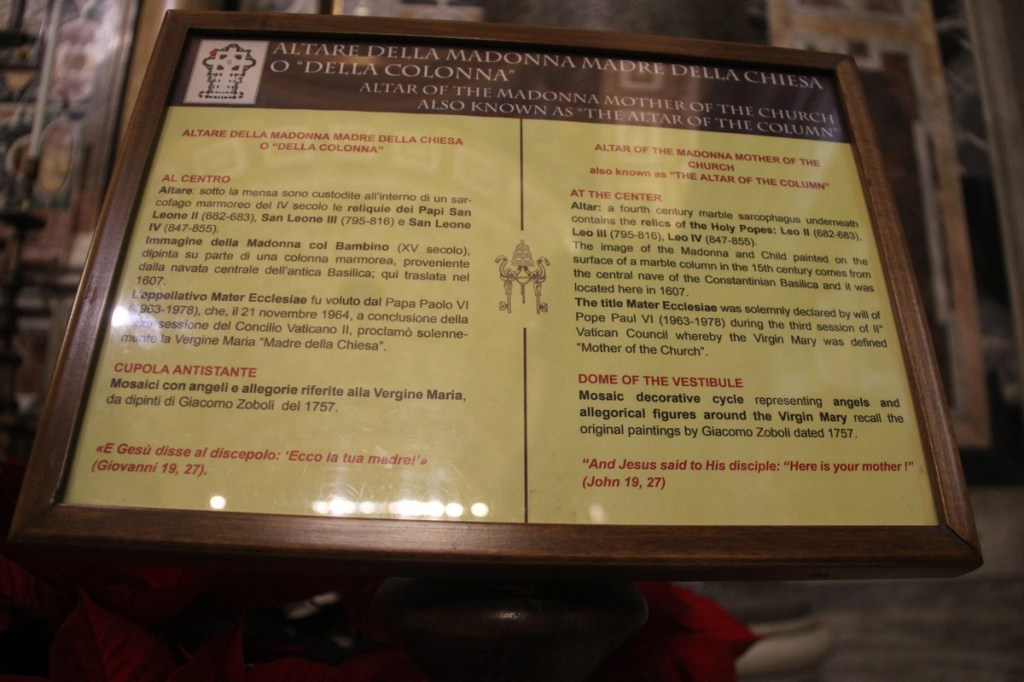 ALTARE DELLA MADONNA MADRE DELLA CHIESA
O "DELLA COLONNA"
ALTAR OF THE MADONNA MOTHER OF THE CHURCH
ALSO KNOWN AS "THE ALTAR OF THE COLUMN"
ALTARE DELLA MADONNA MADRE DELLA CHIESA
O "DELLA COLONNA"
AL CENTRO
Altare: sotto la mensa sono custodite all'interno di un sar-
cofago marmoreo del IV secolo le reliquie dei Papi San
Leone II (682-683), San Leone III (795-816) e San Leone
IV (847-855).
Immagine della Madonna col Bambino (XV secolo),
dipinta su parte di una colonna marmorea, proveniente
dalla navata centrale dell'antica Basilica; qui traslata nel
1607.
L'appellativo Mater Ecclesiae fu voluto dal Papa Paolo VI
(1963-1978), che, il 21 novembre 1964, a conclusione della
sessione del Concilio Vaticano II, proclamò solenne-
mente la Vergine Maria "Madre della Chiesa".
CUPOLA ANTISTANTE
Mosaici con angeli e allegorie riferite alla Vergine Maria,
da dipinti di Giacomo Zoboli del 1757.
«E Gesù disse al discepolo: 'Ecco la tua madre!'»
(Giovanni 19, 27).
ALTAR OF THE MADONNA MOTHER OF THE
CHURCH
also known as "THE ALTAR OF THE COLUMN"
AT THE CENTER
Altar: a fourth century marble sarcophagus underneath
contains the relics of the Holy Popes: Leo II (682-683),
Leo III (795-816), Leo IV (847-855).
The image of the Madonna and Child painted on the
surface of a marble column in the 15th century comes from
the central nave of the Constantinian Basilica and it was
located here in 1607.
The title Mater Ecclesiae was solemnly declared by will of
Pope Paul VI (1963-1978) during the third session of II°
Vatican Council whereby the Virgin Mary was defined
"Mother of the Church".
DOME OF THE VESTIBULE
Mosaic decorative cycle representing angels and
allegorical figures around the Virgin Mary recall the
original paintings by Giacomo Zoboli dated 1757.
"And Jesus said to His disciple: "Here is your mother !"
(John 19, 27)